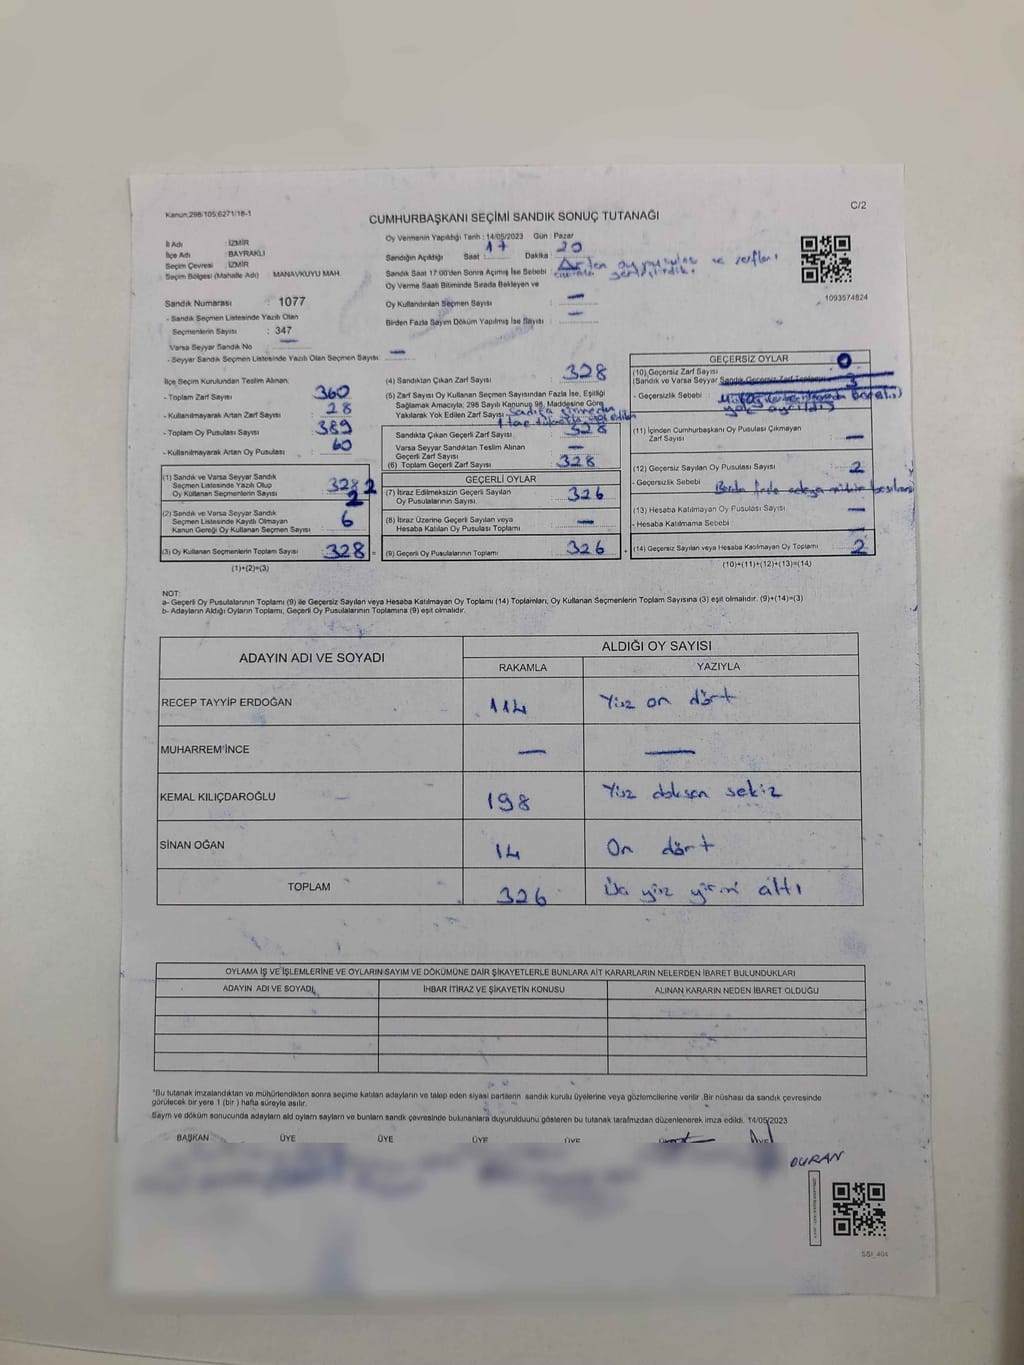 Kanun;298/105;6271/18-1
C/2
CUMHURBAŞKANI SEÇİMİ SANDIK SONUÇ TUTANAĞI
İl Adı : İZMİR
İlçe Adı : BAYRAKLI
Seçim Çevresi : İZMİR
Seçim Bölgesi (Mahalle Adı) : MANAVKUYU MAH.
Sandık Numarası : 1077
- Sandık Seçmen Listesinde Yazılı Olan
Seçmenlerin Sayısı : 347
Varsa Seyyar Sandık No —
- Seyyar Sandık Seçmen Listesinde Yazılı Olan Seçmen Sayısı: —
Oy Vermenin Yapıldığı Tarih : 14/05/2023 Gün : Pazar
Sandığın Açıldığı Saat : 17 Dakika : 20
Sandık Saat 17:00'den Sonra Açımış İse Sebebi : Artan oy ve zarfları
Oy Verme Saati Bitiminde Sırada Bekleyen ve
Oy Kullandırılan Seçmen Sayısı : —
Birden Fazla Sayım Döküm Yapılmış İse Sayısı : —
1093574824
İlçe Seçim Kurulundan Teslim Alınan:
- Toplam Zarf Sayısı : 360
- Kullanılmayarak Artan Zarf Sayısı : 28
- Toplam Oy Pusulası Sayısı : 389
- Kullanılmayarak Artan Oy Pusulası : 60
(1) Sandık ve Varsa Seyyar Sandık
Seçmen Listesinde Yazılı Olup
Oy Kullanan Seçmenlerin Sayısı
(2) Sandık ve Varsa Seyyar Sandık
Seçmen Listesinde Kayıtlı Olmayan
Kanun Gereği Oy Kullanan Seçmen Sayısı : 6
(3) Oy Kullanan Seçmenlerin Toplam Sayısı : 328 =
(1)+(2)=(3)
(4) Sandıktan Çıkan Zarf Sayısı : 328
(5) Zarf Sayısı Oy Kullanan Seçmen Sayısından Fazla İse, Eşitliği
Sağlamak Amacıyla; 298 Sayılı Kanunun 98. Maddesine Göre
Yakılarak Yok Edilen Zarf Sayısı :
Sandıkta Çıkan Geçerli Zarf Sayısı : 328
Varsa Seyyar Sandıktan Teslim Alınan
Geçerli Zarf Sayısı
(6) Toplam Geçerli Zarf Sayısı : 328
GEÇERLİ OYLAR
(7) İtiraz Edilmeksizin Geçerli Sayılan
Oy Pusulasının Sayısı : 326
(8) İtiraz Üzerine Geçerli Sayılan veya
Hesaba Katılan Oy Pusulası Toplamı : —
(9) Geçerli Oy Pusulalarının Toplamı : 326 +
GEÇERSİZ OYLAR
(10) Geçersiz Zarf Sayısı 0
(Sandık ve Varsa Seyyar Sandık Geçersiz Zarf Toplamı) 3
- Geçersizlik Sebebi :
(11) İçinden Cumhurbaşkanı Oy Pusulası Çıkmayan
Zarf Sayısı : —
(12) Geçersiz Sayılan Oy Pusulası Sayısı : 2
- Geçersizlik Sebebi : Birden fazla adaya mühür basılması
(13) Hesaba Katılmayan Oy Pusulası Sayısı : —
- Hesaba Katılmama Sebebi
(14) Geçersiz Sayılan veya Hesaba Katılmayan Oy Toplamı : 2
(10)+(11)+(12)+(13)=(14)
NOT:
a- Geçerli Oy Pusulalarının Toplamı (9) ile Geçersiz Sayılan veya Hesaba Katılmayan Oy Toplamı (14) Toplamları, Oy Kullanan Seçmenlerin Toplam Sayısına (3) eşit olmalıdır. (9)+(14)=(3)
b- Adayların Aldığı Oyların Toplamı, Geçerli Oy Pusulalarının Toplamına (9) eşit olmalıdır.
ADAYIN ADI VE SOYADI
ALDIĞI OY SAYISI
RAKAMLA YAZIYLA
RECEP TAYYİP ERDOĞAN 114 Yüz on dört
MUHARREM İNCE — —
KEMAL KILIÇDAROĞLU 198 Yüz doksan sekiz
SİNAN OĞAN 14 On dört
TOPLAM 326 Üç yüz yirmi altı
OYLAMA İŞ VE İŞLEMLERİNE VE OYLARIN SAYIM VE DÖKÜMÜNE DAİR ŞİKAYETLERLE BUNLARA AİT KARARLARIN NELERDEN İBARET BULUNDUKLARI
ADAYIN ADI VE SOYADI İHBAR İTİRAZ VE ŞİKAYETİN KONUSU ALINAN KARARIN NEDEN İBARET OLDUĞU
*Bu tutanak imzalandıktan ve mühürlendikten sonra seçime katılan adayların ve talep eden siyasi partilerin sandık kurulu üyelerine veya gözlemcilerine verilir .Bir nüshası da sandık çevresinde
görülecek bir yere 1 (bir ) hafta süreyle asılır.
Sayım ve döküm sonucunda adayların aldı oyların sayıları ve bunların sandık çevresinde bulunanlara duyurulduunu gösteren bu tutanak tarafımızdan düzenlenerek imza edildi. 14/05/2023
BAŞKAN ÜYE ÜYE ÜYE ÜYE
DURAN
SSI_404